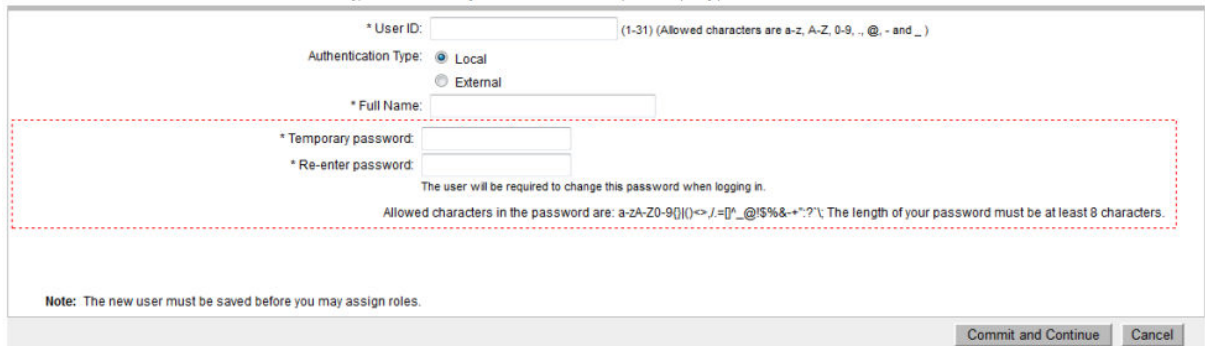 * User ID: (1-31) (Allowed characters are a-z, A-Z, 0-9, ., @, - and _ )
Authentication Type: Local
External
* Full Name:
* Temporary password:
* Re-enter password:
The user will be required to change this password when logging in.
Allowed characters in the password are: a-zA-Z0-9{}|()<>,/.=[]^_@!$%&-+":?`\; The length of your password must be at least 8 characters.
Note: The new user must be saved before you may assign roles.
Commit and Continue Cancel